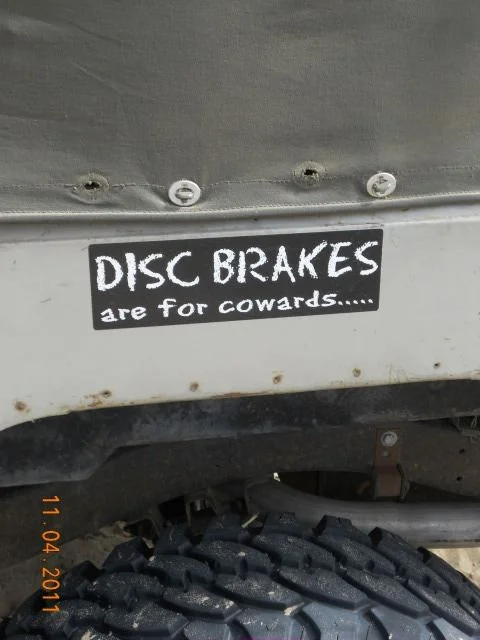 DISC BRAKES
are for cowards.....
11.04.2011